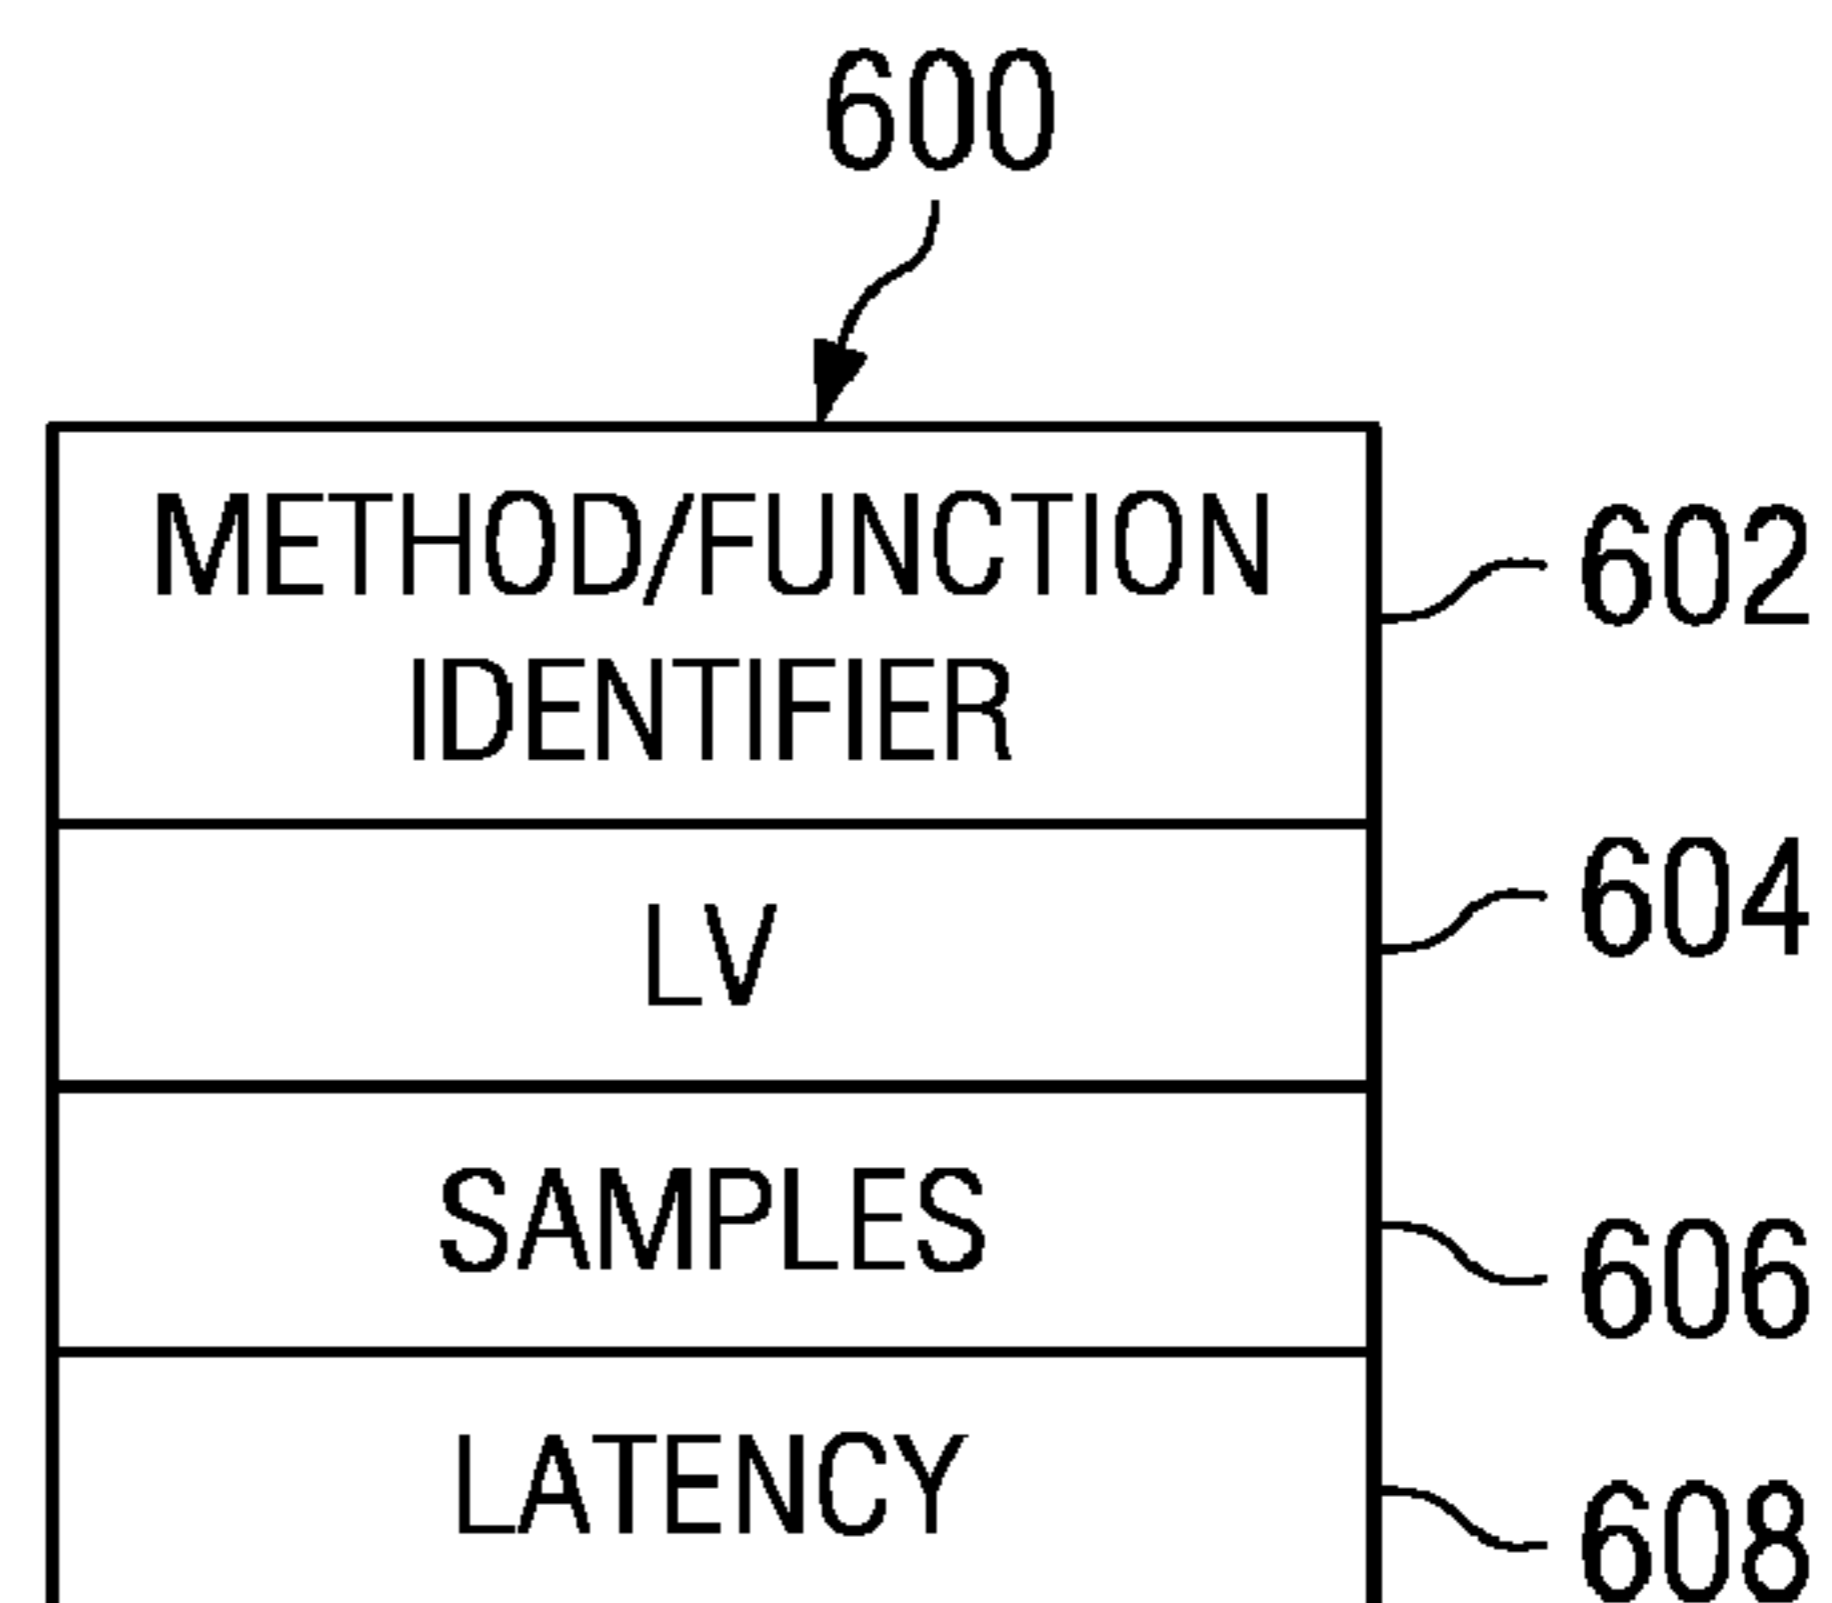 600
METHOD/FUNCTION
IDENTIFIER
602
LV
604
SAMPLES
606
LATENCY
608